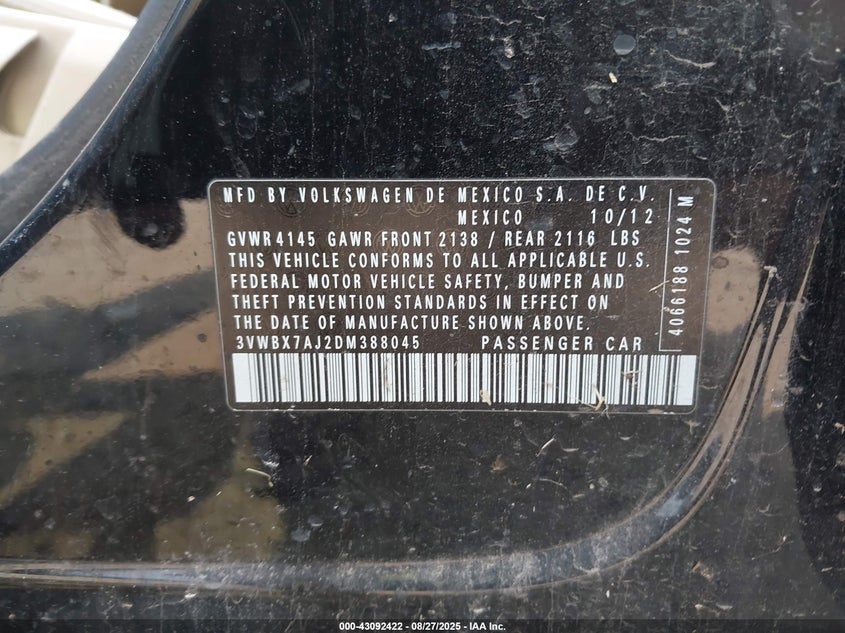 MFD BY VOLKSWAGEN DE MEXICO S.A. DE C.V.
MEXICO 10/12
GVWR 4145 GAWR FRONT 2138 / REAR 2116 LBS
THIS VEHICLE CONFORMS TO ALL APPLICABLE U.S.
FEDERAL MOTOR VEHICLE SAFETY, BUMPER AND
THEFT PREVENTION STANDARDS IN EFFECT ON
THE DATE OF MANUFACTURE SHOWN ABOVE.
3VWBX7AJ2DM388045 PASSENGER CAR
4066188 1024 M
000-43092422 - 08/27/2025 - IAA Inc.